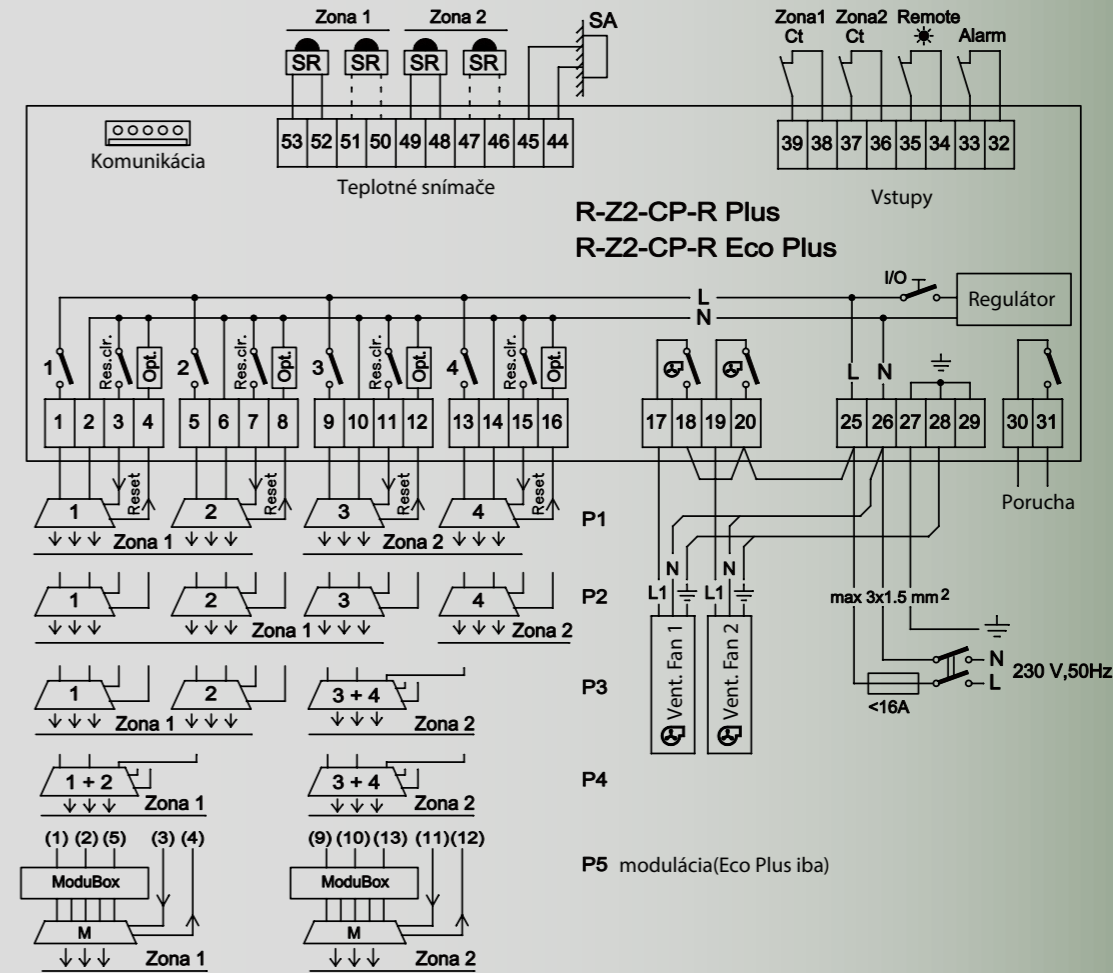 Zona 1 Zona 2 SA
SR SR SR SR
Zona1 Zona2 Remote
Ct Ct Alarm
53 52 51 50 49 48 47 46 45 44
39 38 37 36 35 34 33 32
Komunikácia
Teplotné snímače
Vstupy
R-Z2-CP-R Plus
R-Z2-CP-R Eco Plus
I/O
Regulátor
L
N
1 Res.clr. Opt. 2 Res.clr. Opt. 3 Res.clr. Opt. 4 Res.clr. Opt.
L N
1 2 3 4 5 6 7 8 9 10 11 12 13 14 15 16
17 18 19 20
25 26 27 28 29
30 31
Reset Reset Reset Reset
Porucha
1 2 3 4 P1
Zona 1 Zona 2
N N
L1 L1
max 3x1.5 mm²
1 2 3 4 P2
Zona 1 Zona 2
Vent. Fan 1
Vent. Fan 2
N
L
230 V,50Hz
<16A
1 2 3 + 4 P3
Zona 1 Zona 2
1 + 2 3 + 4 P4
Zona 1 Zona 2
(1) (2) (5) (3) (4) (9) (10) (13) (11) (12)
P5 modulácia(Eco Plus iba)
ModuBox ModuBox
M M
Zona 1 Zona 2